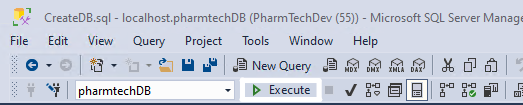 CreateDB.sql - localhost.pharmtechDB (PharmTechDev (55)) - Microsoft SQL Server Manag
File Edit View Query Project Tools Window Help
New Query MDX DMX XMLA DAX
pharmtechDB Execute